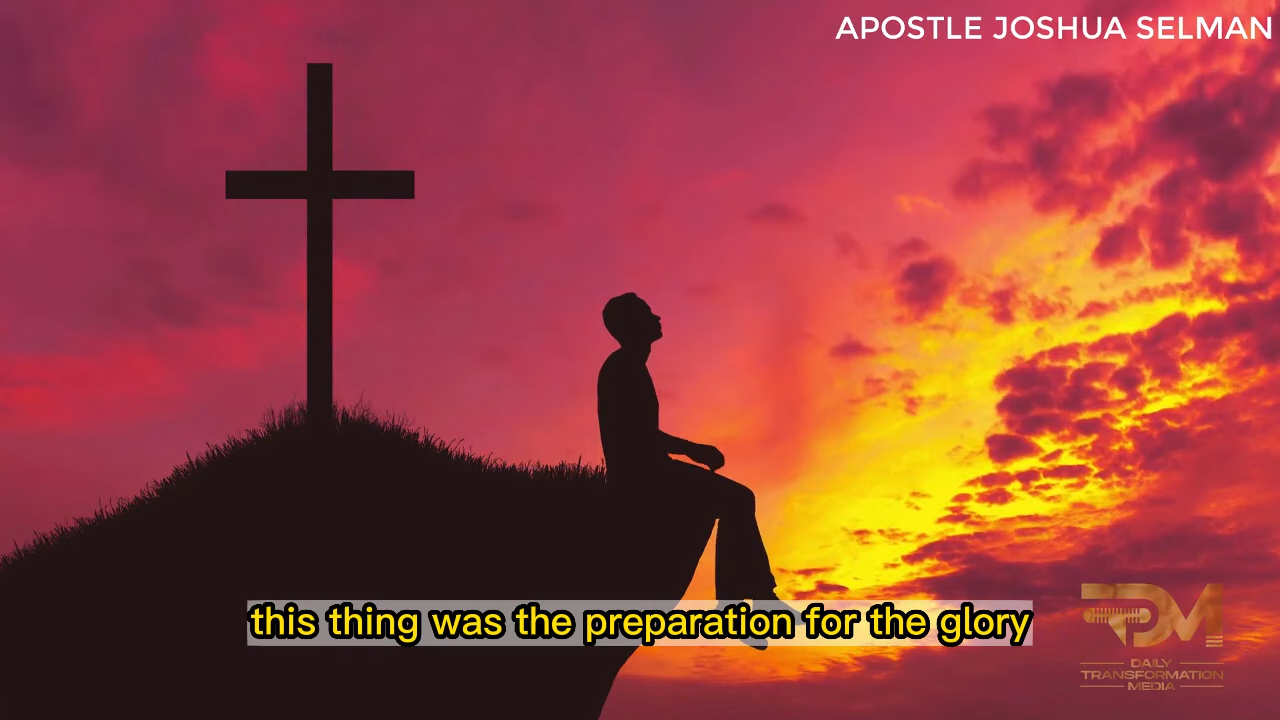 APOSTLE JOSHUA SELMAN
this thing was the preparation for the glory
DAILY
TRANSFORMATION
MEDIA